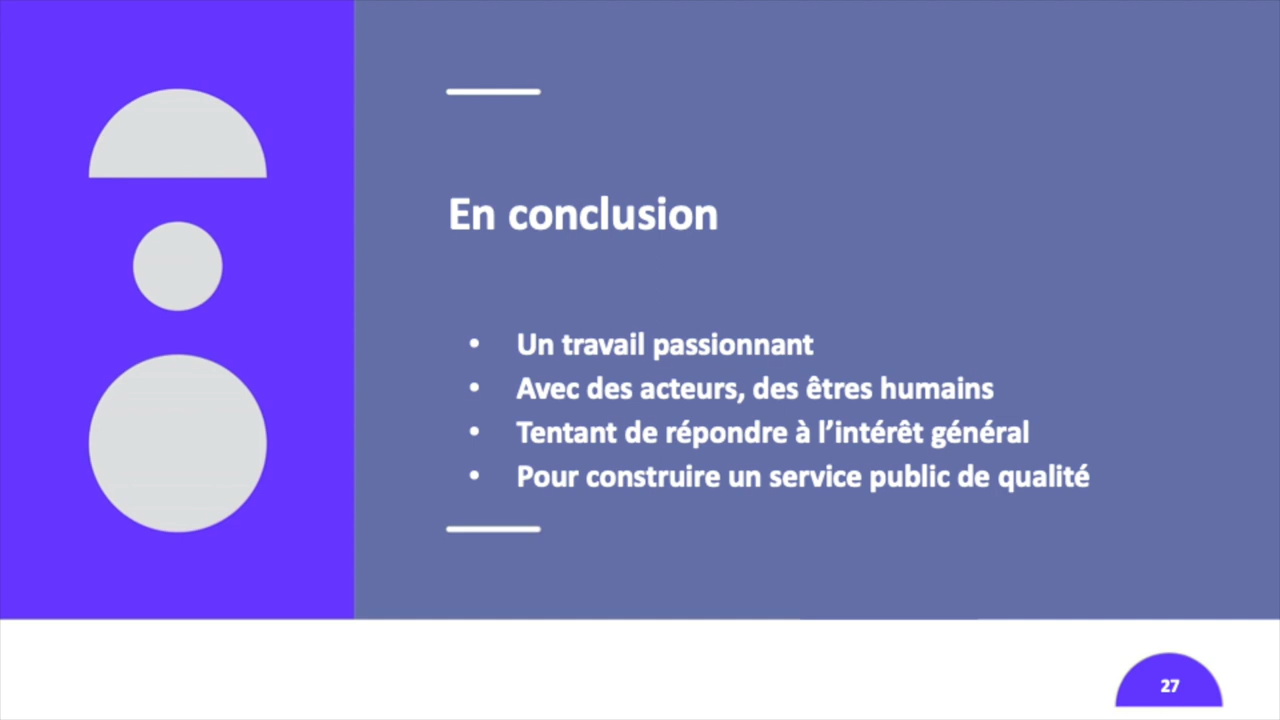 En conclusion
• Un travail passionnant
• Avec des acteurs, des êtres humains
• Tentant de répondre à l’intérêt général
• Pour construire un service public de qualité
27